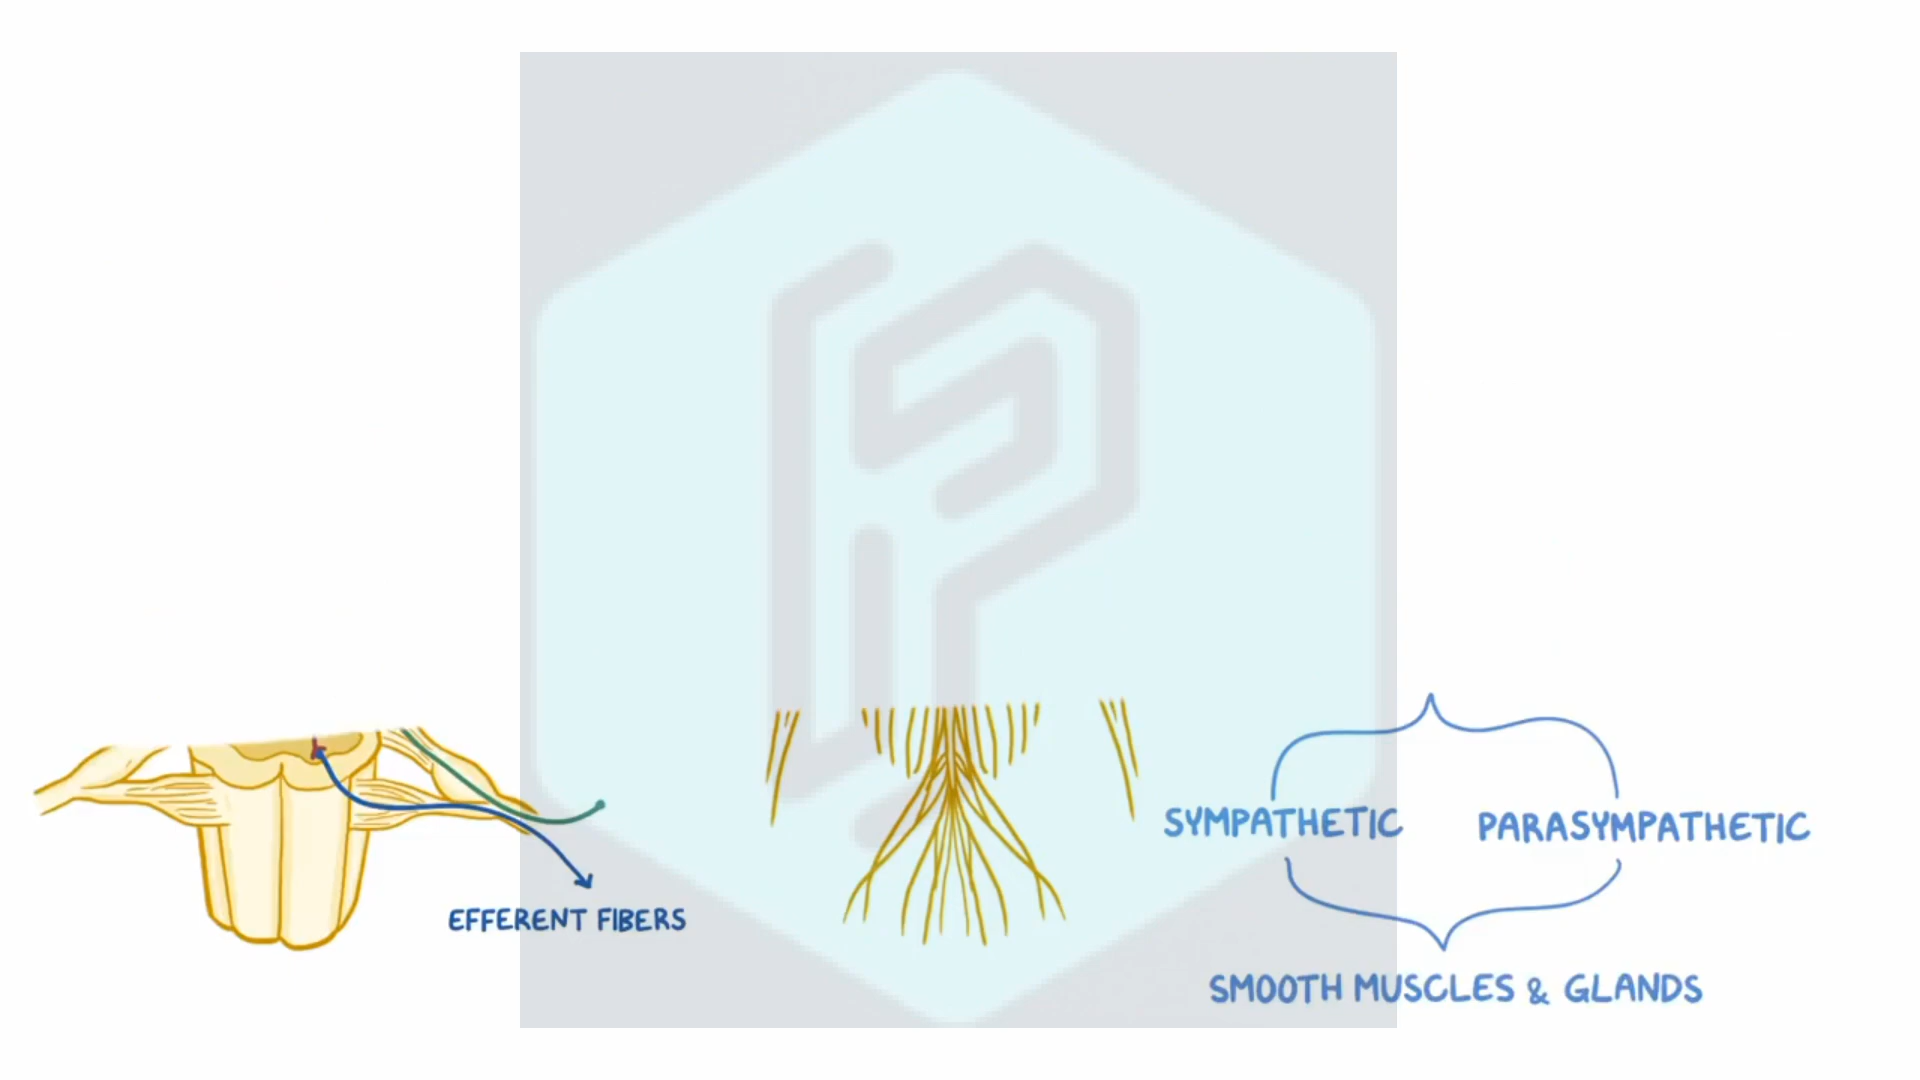 SYMPATHETIC PARASYMPATHETIC
EFFERENT FIBERS
SMOOTH MUSCLES & GLANDS